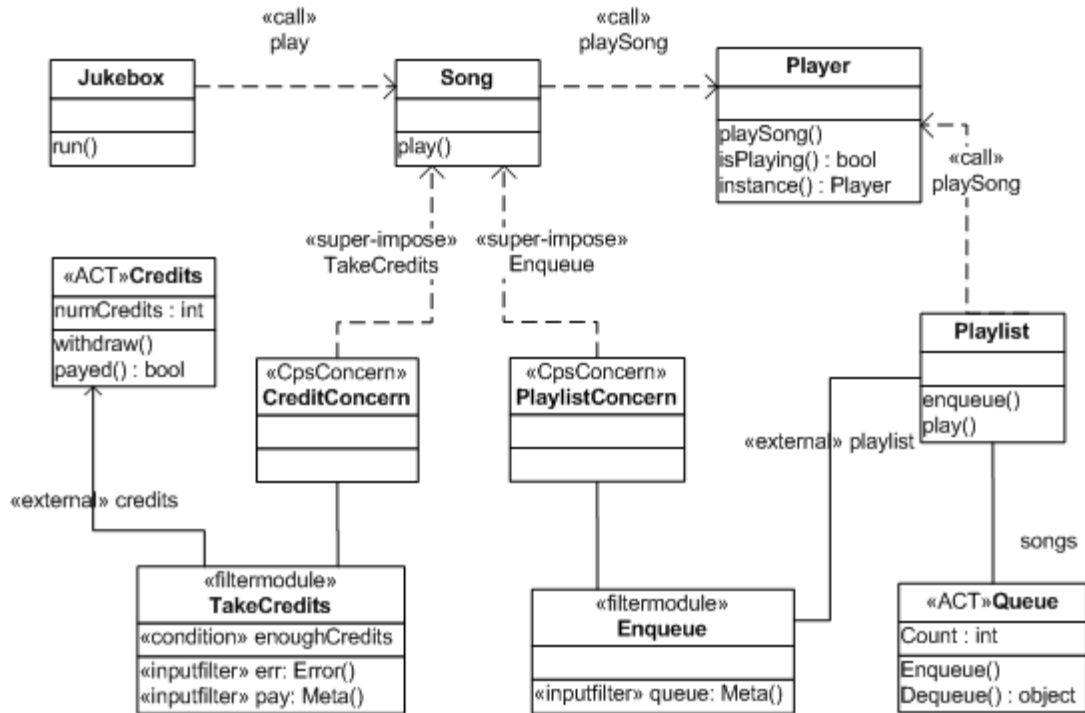 «call»
play
«call»
playSong
Jukebox
run()
Song
play()
Player
playSong()
isPlaying() : bool
instance() : Player
«call»
playSong
«super-impose»
TakeCredits
«super-impose»
Enqueue
«ACT»Credits
numCredits : int
withdraw()
payed() : bool
«CpsConcern»
CreditConcern
«CpsConcern»
PlaylistConcern
Playlist
enqueue()
play()
«external» playlist
«external» credits
songs
«filtermodule»
TakeCredits
«condition» enoughCredits
«inputfilter» err: Error()
«inputfilter» pay: Meta()
«filtermodule»
Enqueue
«inputfilter» queue: Meta()
«ACT»Queue
Count : int
Enqueue()
Dequeue() : object